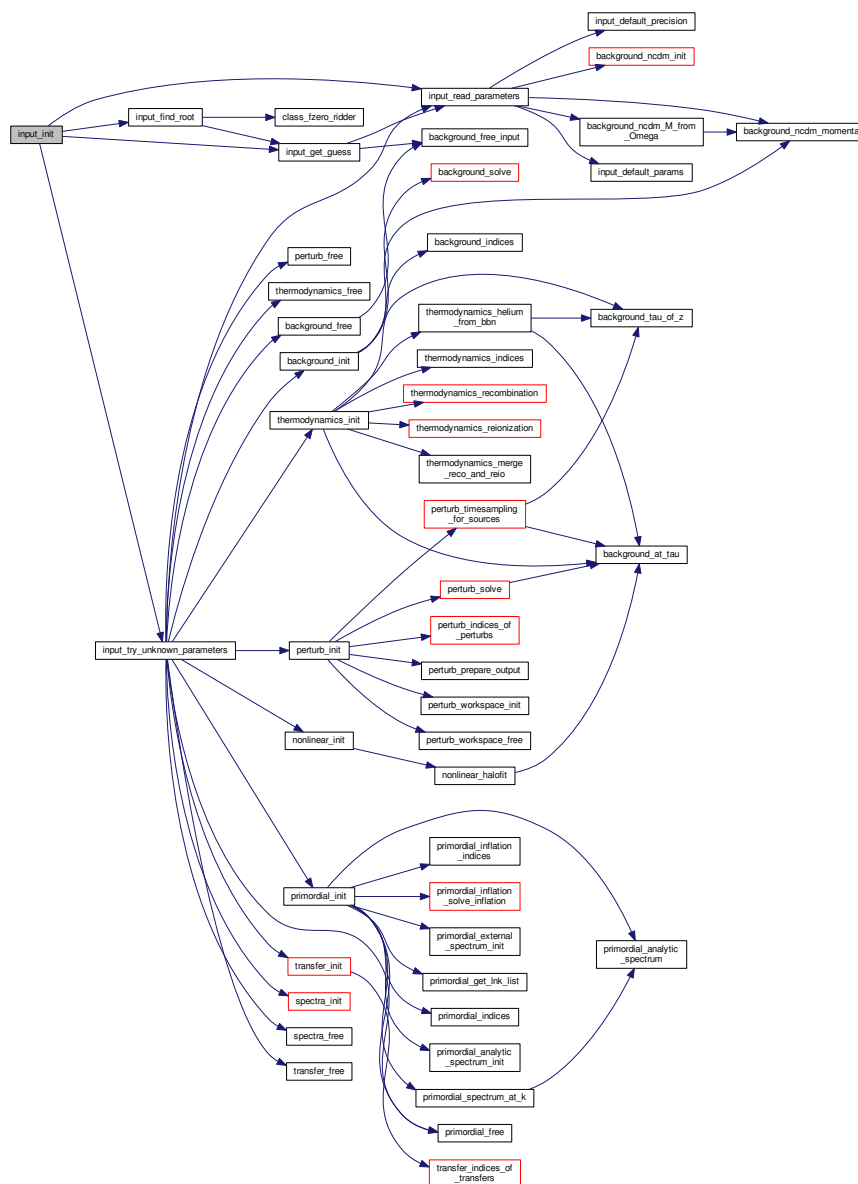 input_default_precision
background_ncdm_init
input_read_parameters
input_find_root
class_fzero_ridder
input_init
background_ncdm_M_from
_Omega
background_ncdm_momenta
background_free_input
input_get_guess
background_solve
input_default_params
background_indices
perturb_free
thermodynamics_free
thermodynamics_helium
_from_bbn
background_tau_of_z
background_free
background_init
thermodynamics_indices
thermodynamics_recombination
thermodynamics_init
thermodynamics_reionization
thermodynamics_merge
_reco_and_reio
perturb_timesampling
_for_sources
background_at_tau
perturb_solve
perturb_indices_of
_perturbs
input_try_unknown_parameters
perturb_init
perturb_prepare_output
perturb_workspace_init
nonlinear_init
perturb_workspace_free
nonlinear_halofit
primordial_inflation
_indices
primordial_init
primordial_inflation
_solve_inflation
primordial_external
_spectrum_init
primordial_analytic
_spectrum
transfer_init
primordial_get_lnk_list
spectra_init
primordial_indices
spectra_free
primordial_analytic
_spectrum_init
transfer_free
primordial_spectrum_at_k
primordial_free
transfer_indices_of
_transfers